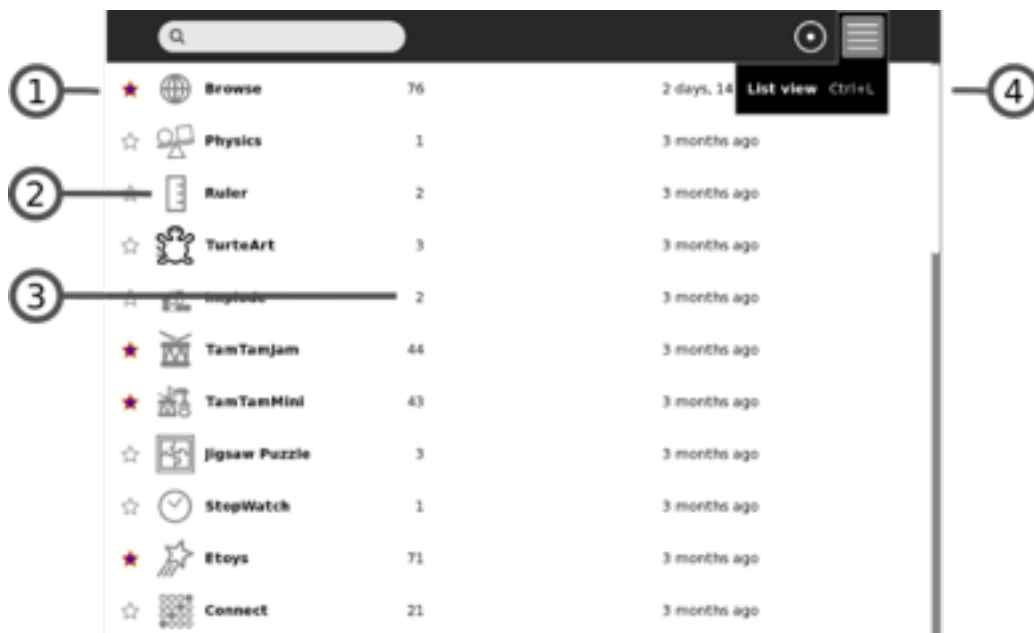 1 Browse 76 2 days, 14 List view Ctrl+L 4
Physics 1 3 months ago
2 Ruler 2 3 months ago
TurteArt 3 3 months ago
3 Implode 2 3 months ago
TamTamJam 44 3 months ago
TamTamMini 43 3 months ago
Jigsaw Puzzle 3 3 months ago
StopWatch 1 3 months ago
Etoys 71 3 months ago
Connect 21 3 months ago